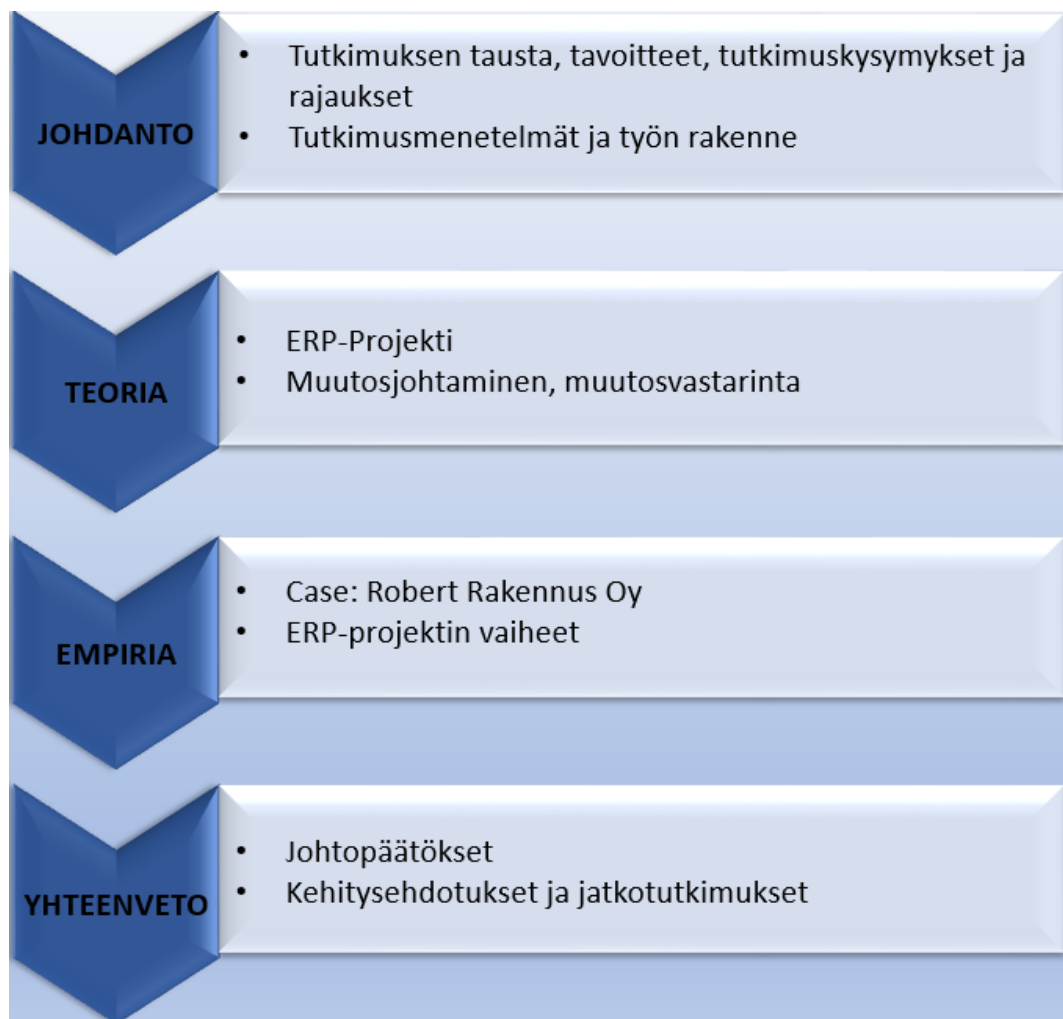 JOHDANTO
• Tutkimuksen tausta, tavoitteet, tutkimuskysymykset ja
rajaukset
• Tutkimusmenetelmät ja työn rakenne
TEORIA
• ERP-Projekti
• Muutosjohtaminen, muutosvastarinta
EMPIRIA
• Case: Robert Rakennus Oy
• ERP-projektin vaiheet
YHTEENVETO
• Johtopäätökset
• Kehitysehdotukset ja jatkotutkimukset